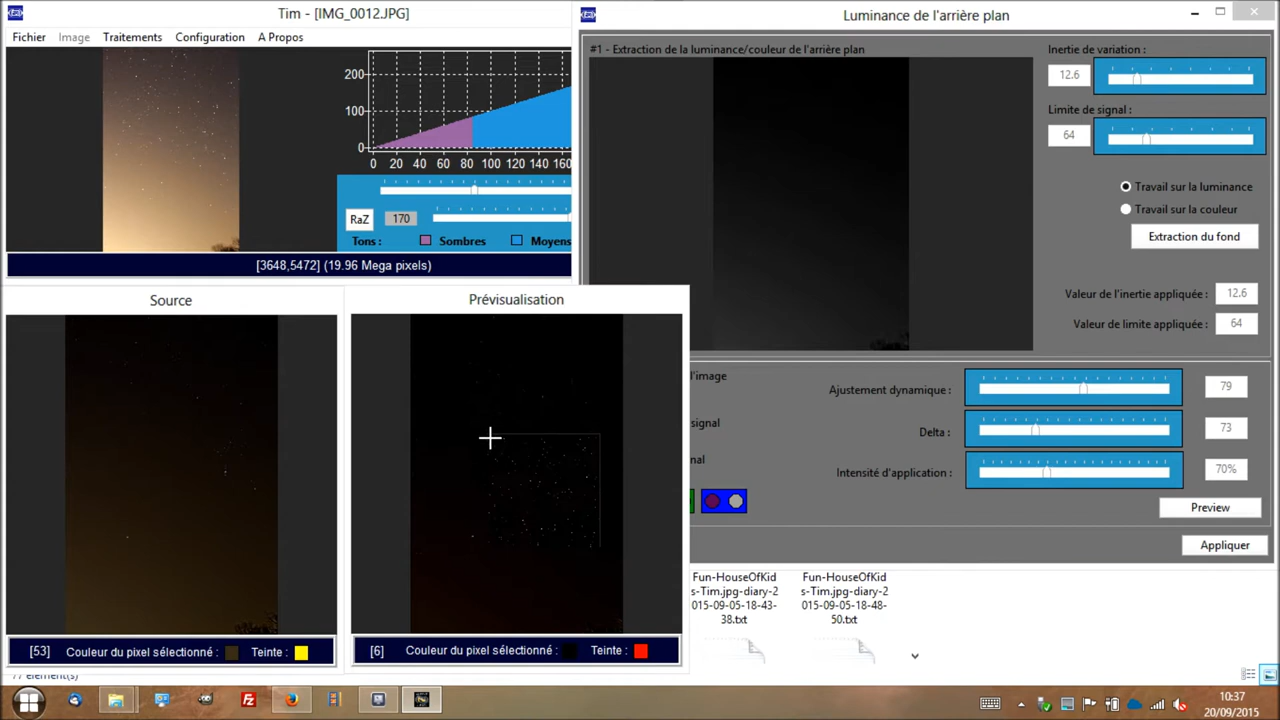 Tim - [IMG_0012.JPG]
Fichier Image Traitements Configuration A Propos
200
100
0
0 20 40 60 80 100 120 140 160
RaZ 170
Tons : Sombres Moyens
[3648,5472] (19.96 Mega pixels)
Luminance de l'arrière plan
#1 - Extraction de la luminance/couleur de l'arrière plan
Inertie de variation :
12.6
Limite de signal :
64
Travail sur la luminance
Travail sur la couleur
Extraction du fond
Valeur de l'inertie appliquée : 12.6
Valeur de limite appliquée : 64
Source
[53] Couleur du pixel sélectionné : Teinte :
Prévisualisation
[6] Couleur du pixel sélectionné : Teinte :
l'image
signal
nal
Ajustement dynamique : 79
Delta : 73
Intensité d'application : 70%
Preview
Appliquer
Fun-HouseOfKid
s-Tim.jpg-diary-2
015-09-05-18-43-
38.txt
Fun-HouseOfKid
s-Tim.jpg-diary-2
015-09-05-18-48-
50.txt
77 élément(s)
10:37
20/09/2015